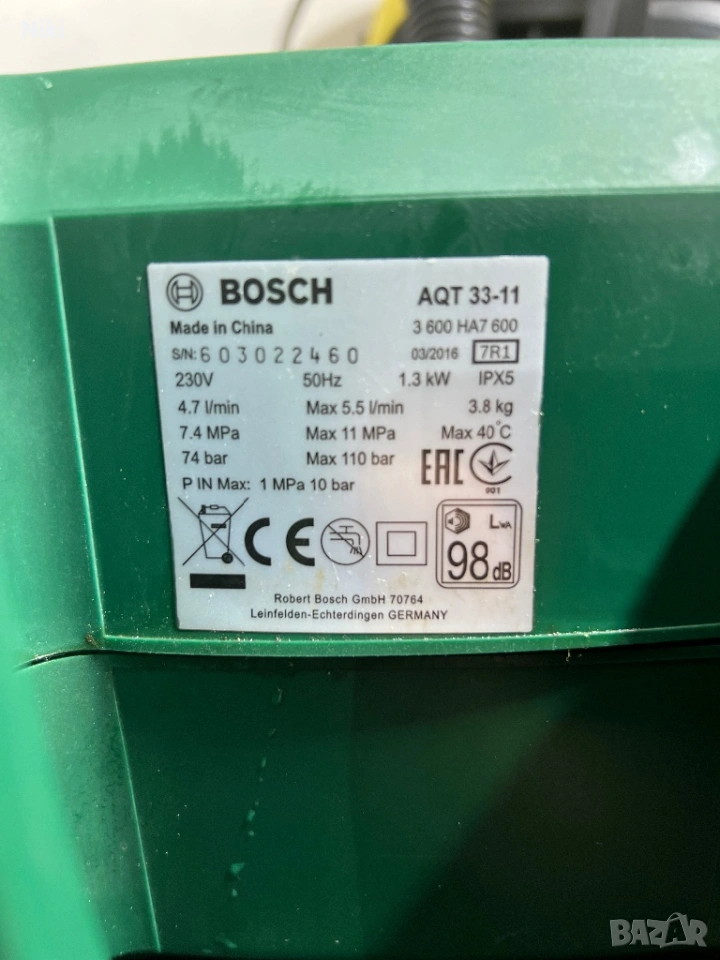 BOSCH AQT 33-11
Made in China 3 600 HA7 600
S/N: 603022460 03/2016 7R1
230V 50Hz 1.3 kW IPX5
4.7 l/min Max 5.5 l/min 3.8 kg
7.4 MPa Max 11 MPa Max 40°C
74 bar Max 110 bar
P IN Max: 1 MPa 10 bar
EAC
CE
LWA
98 dB
Robert Bosch GmbH 70764
Leinfelden-Echterdingen GERMANY
BAZAR